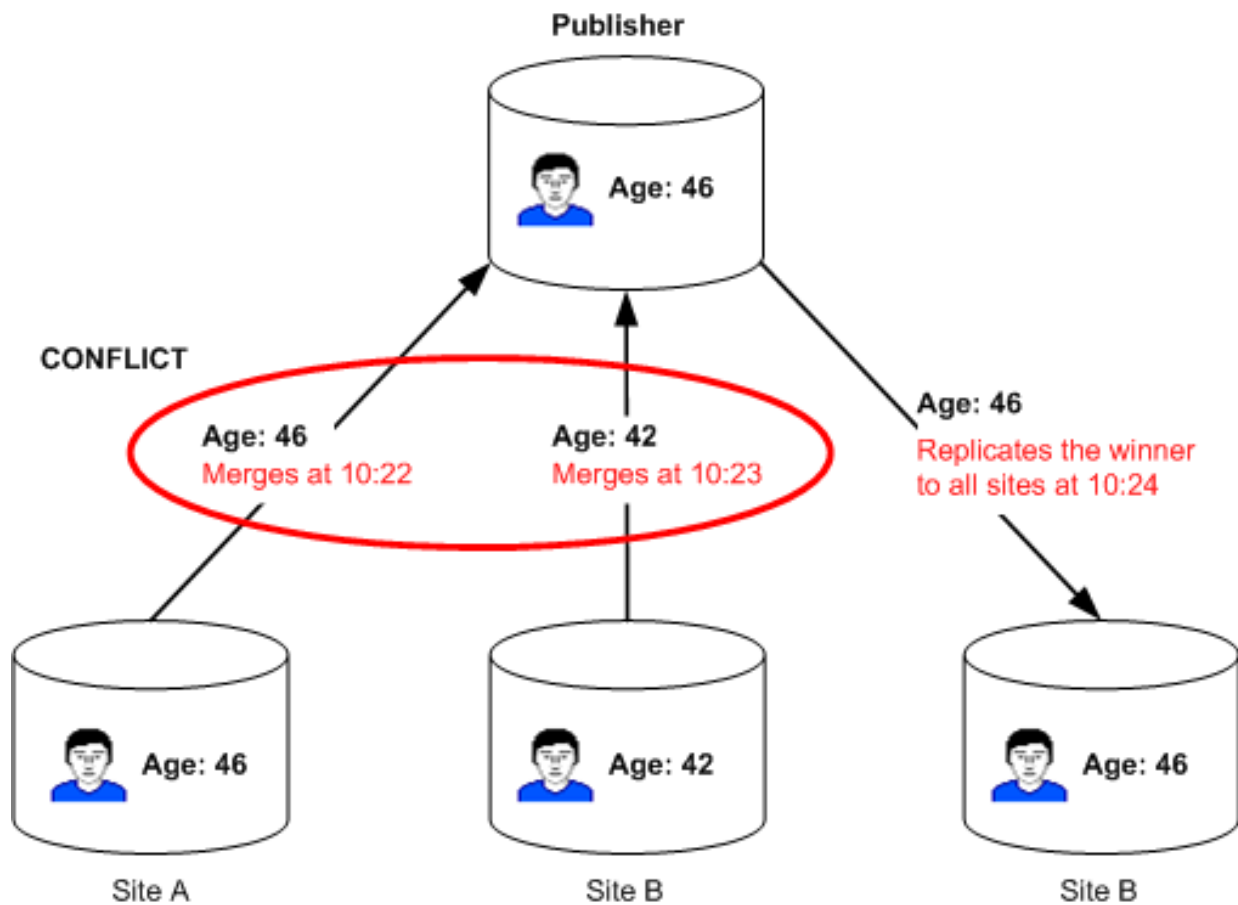 Publisher
Age: 46
CONFLICT
Age: 46
Merges at 10:22
Age: 42
Merges at 10:23
Age: 46
Replicates the winner
to all sites at 10:24
Age: 46
Age: 42
Age: 46
Site A
Site B
Site B